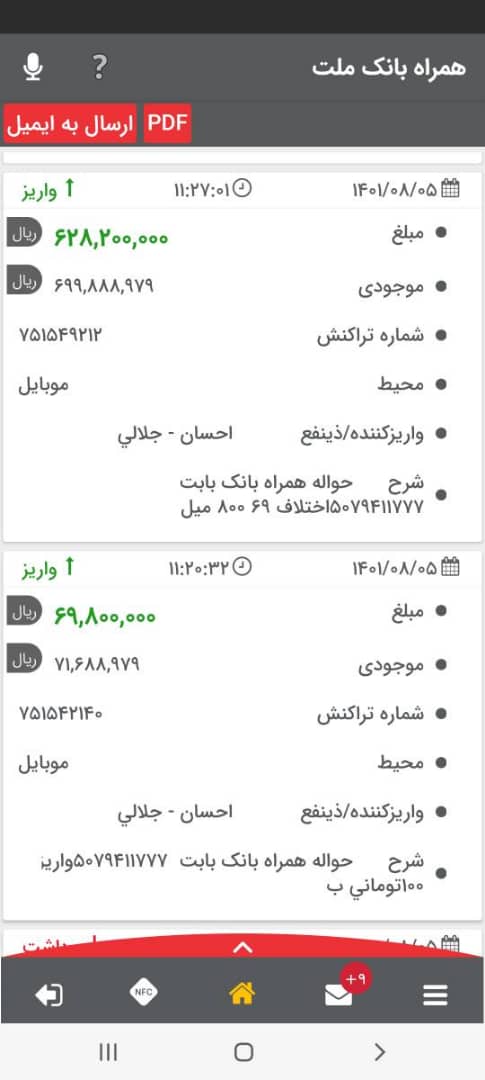 همراه بانک ملت
?
ارسال به ایمیل PDF
۱۴۰۱/۰۸/۰۵ ۱۱:۲۷:۰۱ واریز
مبلغ ۶۲۸,۲۰۰,۰۰۰ ریال
موجودی ۶۹۹,۸۸۸,۹۷۹ ریال
شماره تراکنش ۷۵۱۵۴۹۲۱۲
محیط موبایل
واریزکننده/ذینفع احسان - جلالي
شرح حواله همراه بانک بابت
۵۰۷۹۴۱۱۷۷۷اختلاف ۶۹ ۸۰۰ میل
۱۴۰۱/۰۸/۰۵ ۱۱:۲۰:۳۲ واریز
مبلغ ۶۹,۸۰۰,۰۰۰ ریال
موجودی ۷۱,۶۸۸,۹۷۹ ریال
شماره تراکنش ۷۵۱۵۴۲۱۴۰
محیط موبایل
واریزکننده/ذینفع احسان - جلالي
شرح حواله همراه بانک بابت ۵۰۷۹۴۱۱۷۷۷واریز
۱۰۰توماني ب
+۹
NFC